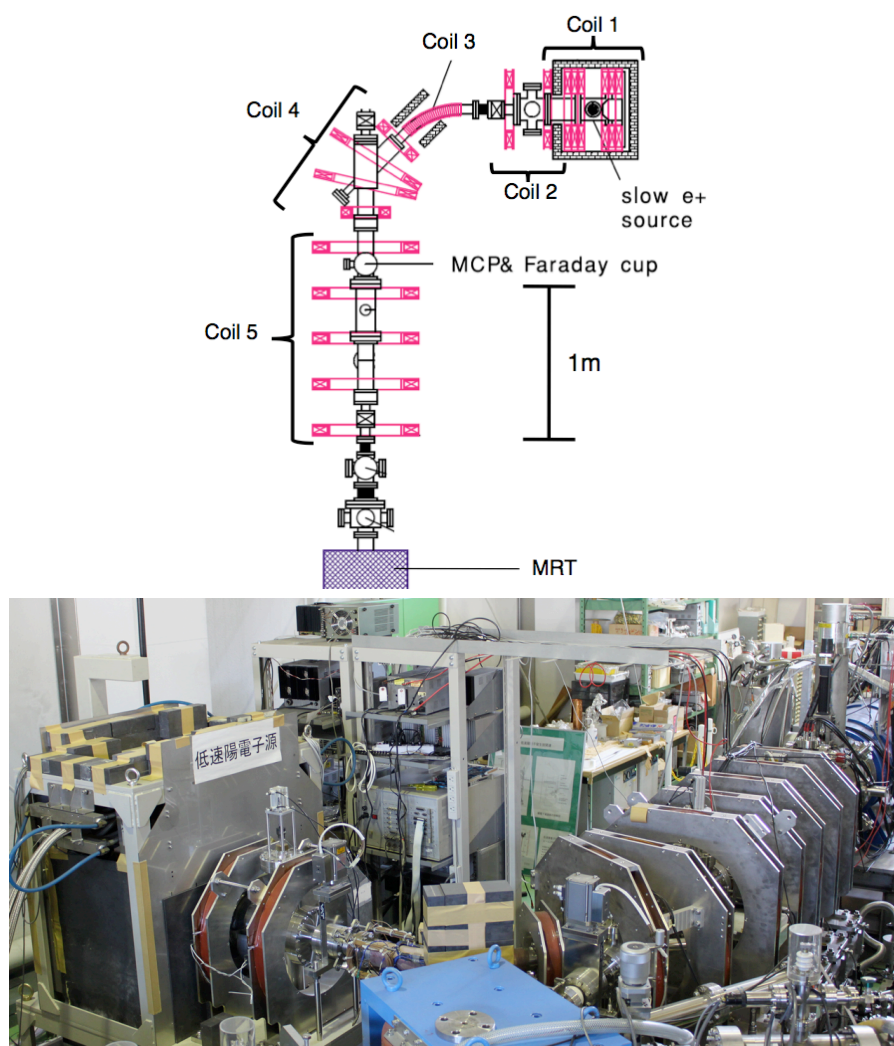 Coil 1
Coil 3
Coil 4
Coil 2
slow e+
source
MCP& Faraday cup
Coil 5
1m
MRT
低速陽電子源